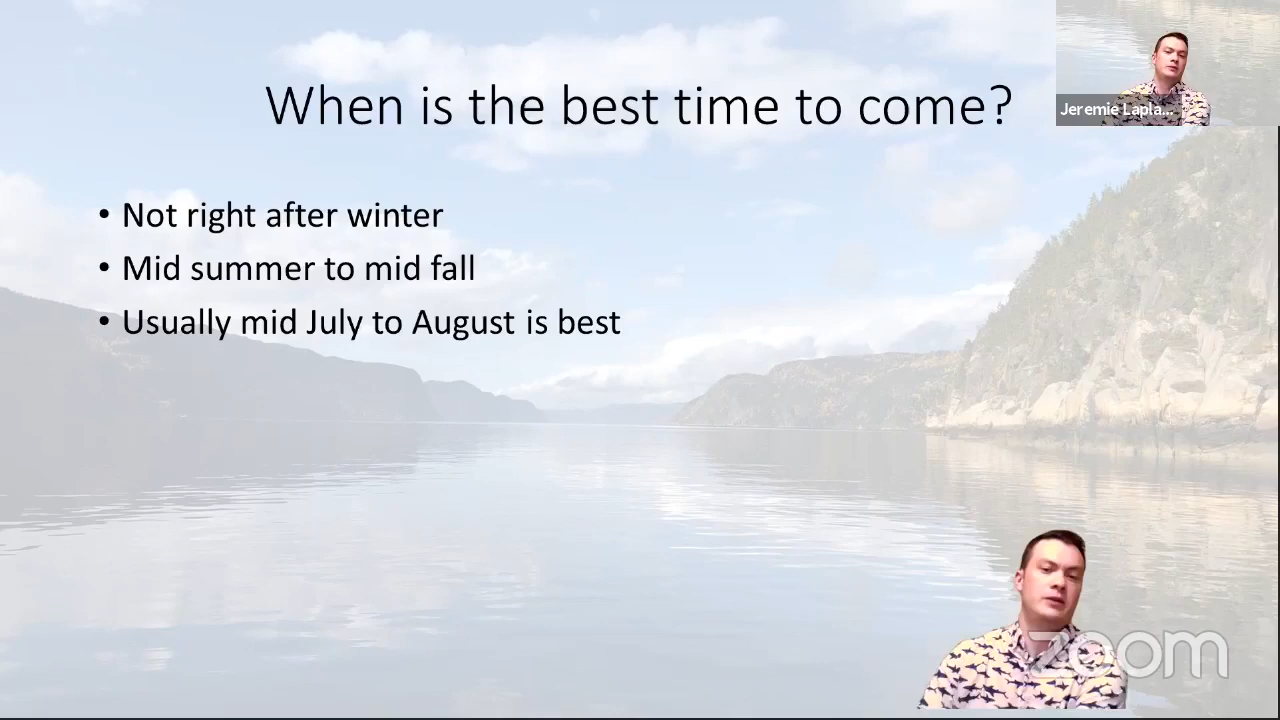 When is the best time to come?
Jeremie Lapla...
• Not right after winter
• Mid summer to mid fall
• Usually mid July to August is best
zoom